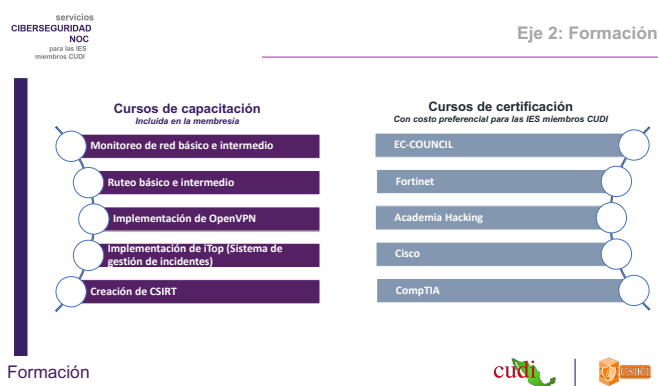 servicios
CIBERSEGURIDAD
NOC
para las IES
miembros CUDI
Eje 2: Formación
Cursos de capacitación
Incluida en la membresía
Monitoreo de red básico e intermedio
Ruteo básico e intermedio
Implementación de OpenVPN
Implementación de iTop (Sistema de
gestión de incidentes)
Creación de CSIRT
Cursos de certificación
Con costo preferencial para las IES miembros CUDI
EC-COUNCIL
Fortinet
Academia Hacking
Cisco
CompTIA
Formación
cudi
CSIRT